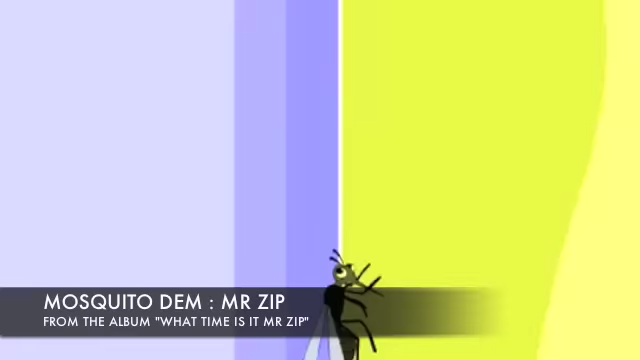 MOSQUITO DEM : MR ZIP
FROM THE ALBUM "WHAT TIME IS IT MR ZIP"